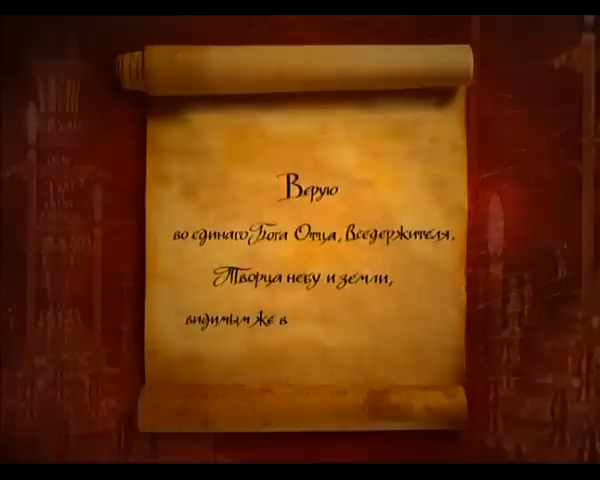 Верую
во единаго Бога Отца, Вседержителя,
Творца небу и земли,
видимым же в